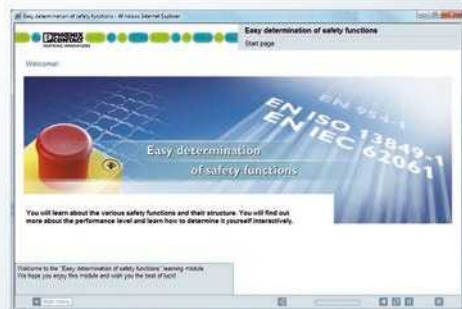 Easy determination of safety functions - Windows Internet Explorer
PHOENIX
CONTACT
INSPIRING INNOVATIONS
Easy determination of safety functions
Start page
Welcome!
EN 954-1
EN ISO 13849-1
EN IEC 62061
Easy determination
of safety functions
You will learn about the various safety functions and their structure. You will find out
more about the performance level and learn how to determine it yourself interactively.
Welcome to the "Easy determination of safety functions" learning module.
We hope you enjoy this module and wish you the best of luck!